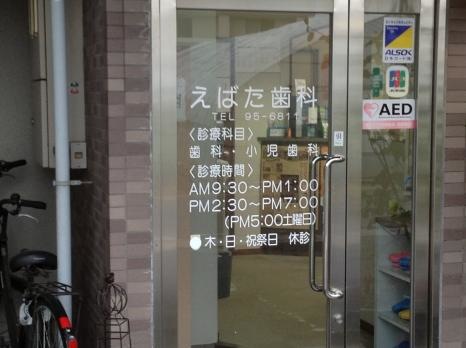 えばた歯科
TEL 95-6811
〈診療科目〉
歯科・小児歯科
〈診療時間〉
AM9:30～PM1:00
PM2:30～PM7:00
(PM5:00土曜日)
木・日・祝祭日 休診
ALSOK
JCB
AED